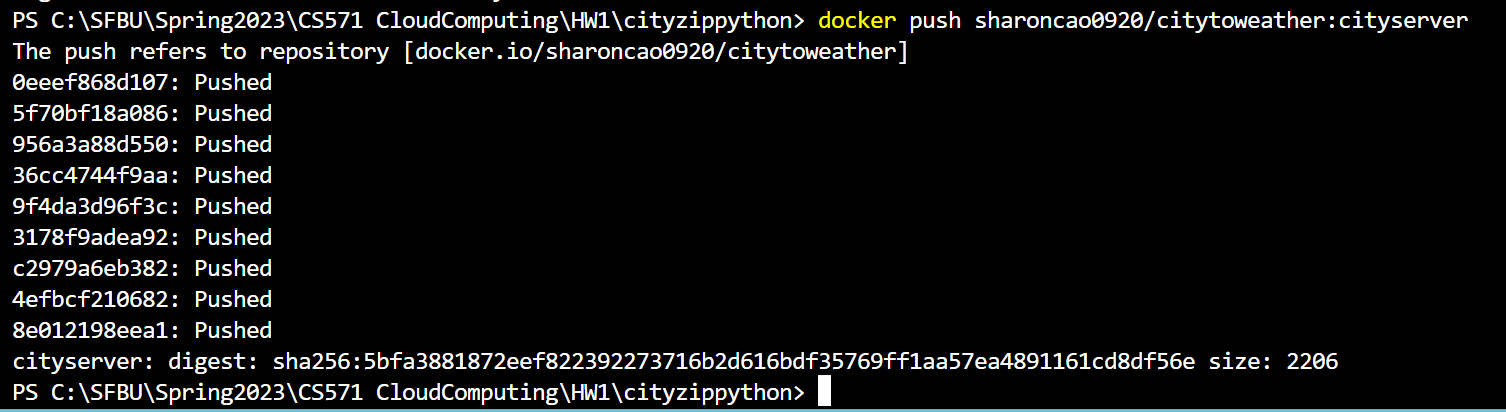 PS C:\SFBU\Spring2023\CS571 CloudComputing\HW1\cityzippython> docker push sharoncao0920/citytoweather:cityserver
The push refers to repository [docker.io/sharoncao0920/citytoweather]
0eeef868d107: Pushed
5f70bf18a086: Pushed
956a3a88d550: Pushed
36cc4744f9aa: Pushed
9f4da3d96f3c: Pushed
3178f9adea92: Pushed
c2979a6eb382: Pushed
4efbcf210682: Pushed
8e012198eea1: Pushed
cityserver: digest: sha256:5bfa3881872eef822392273716b2d616bdf35769ff1aa57ea4891161cd8df56e size: 2206
PS C:\SFBU\Spring2023\CS571 CloudComputing\HW1\cityzippython>